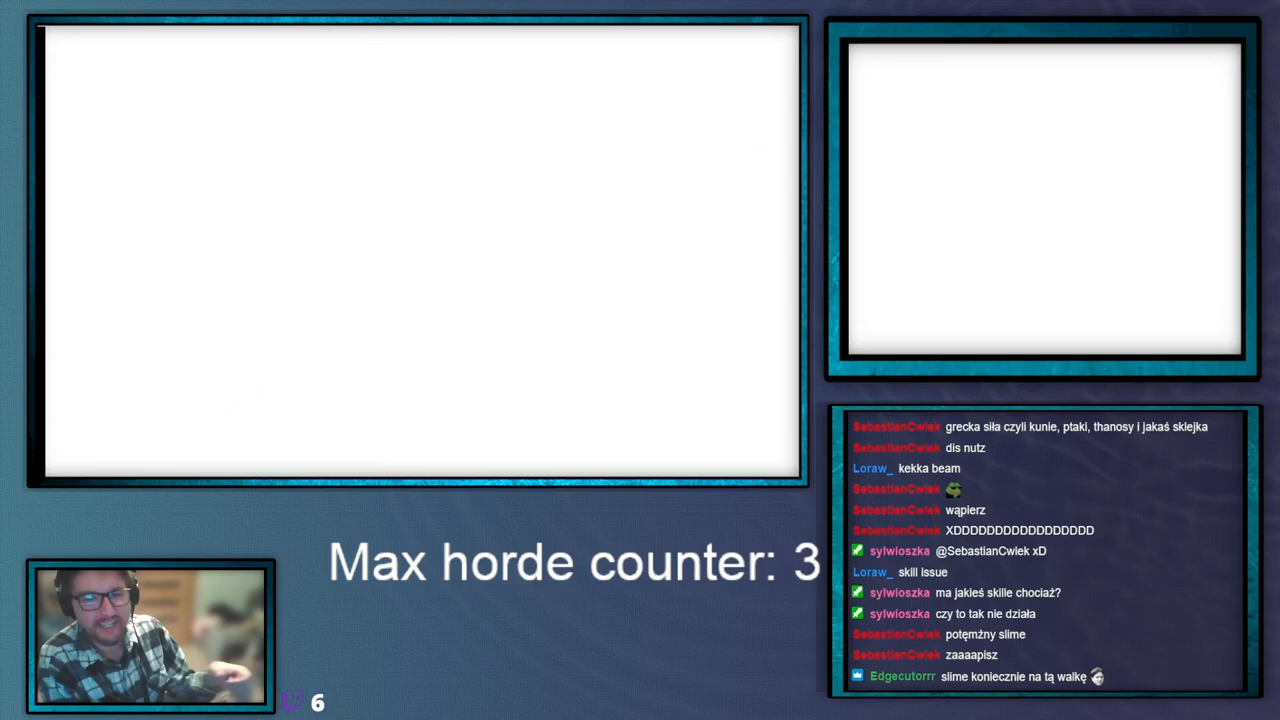 Max horde counter: 3
6
SebastianCwiek grecka siła czyli kunie, ptaki, thanosy i jakaś sklejka
SebastianCwiek dis nutz
Loraw_ kekka beam
SebastianCwiek
SebastianCwiek wąpierz
SebastianCwiek XDDDDDDDDDDDDDDDDD
sylwioszka @SebastianCwiek xD
Loraw_ skill issue
sylwioszka ma jakieś skille chociaż?
sylwioszka czy to tak nie działa
SebastianCwiek potęmżny slime
SebastianCwiek zaaaapisz
Edgecutorrr slime koniecznie na tą walkę